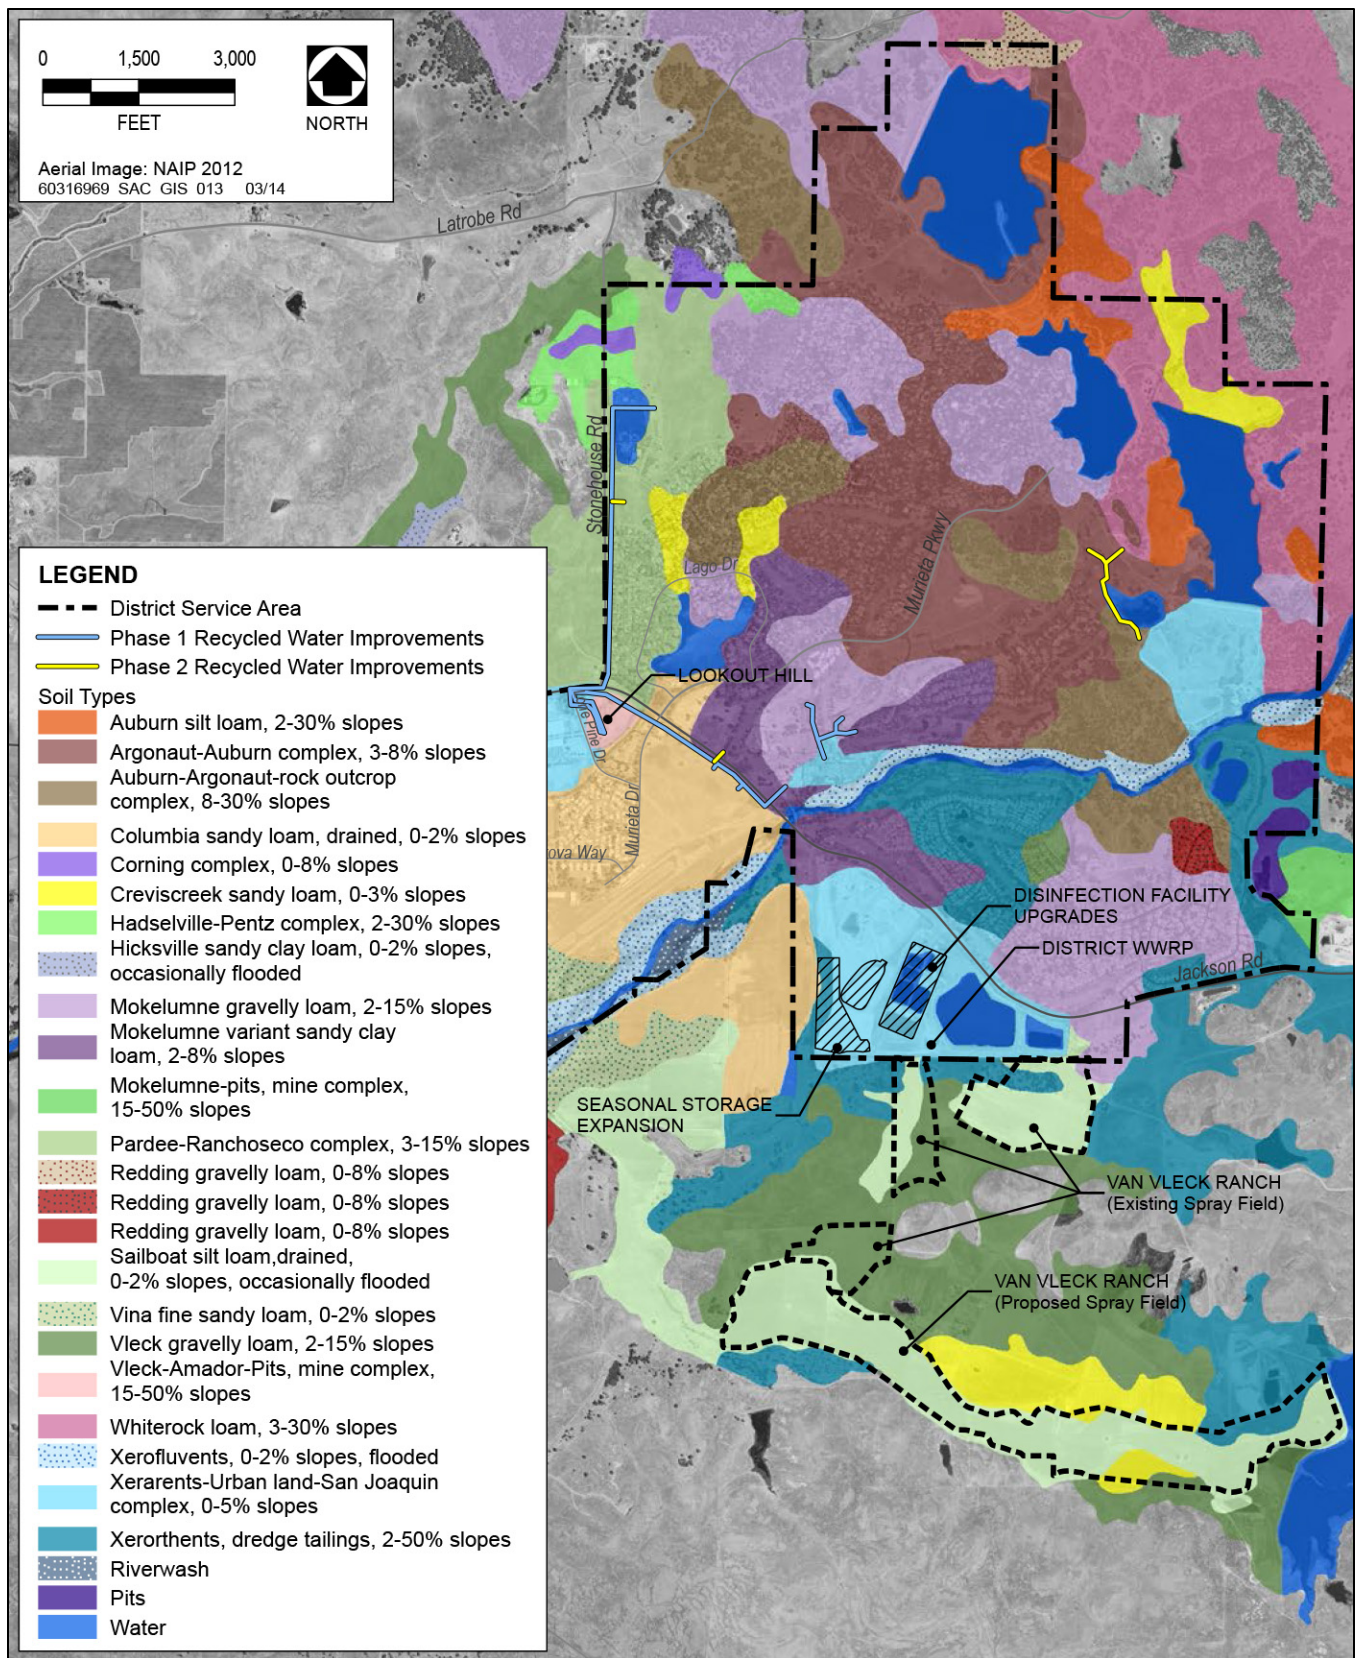 0 1,500 3,000
FEET
NORTH
Aerial Image: NAIP 2012
60316969 SAC GIS 013 03/14
Latrobe Rd
Stonehouse Rd
Murieta Pkwy
Lago Dr
LOOKOUT HILL
Pine Dr
Murieta Dr
ova Way
DISINFECTION FACILITY
UPGRADES
DISTRICT WWRP
Jackson Rd
SEASONAL STORAGE
EXPANSION
VAN VLECK RANCH
(Existing Spray Field)
VAN VLECK RANCH
(Proposed Spray Field)
LEGEND
District Service Area
Phase 1 Recycled Water Improvements
Phase 2 Recycled Water Improvements
Soil Types
Auburn silt loam, 2-30% slopes
Argonaut-Auburn complex, 3-8% slopes
Auburn-Argonaut-rock outcrop
complex, 8-30% slopes
Columbia sandy loam, drained, 0-2% slopes
Corning complex, 0-8% slopes
Creviscreek sandy loam, 0-3% slopes
Hadselville-Pentz complex, 2-30% slopes
Hicksville sandy clay loam, 0-2% slopes,
occasionally flooded
Mokelumne gravelly loam, 2-15% slopes
Mokelumne variant sandy clay
loam, 2-8% slopes
Mokelumne-pits, mine complex,
15-50% slopes
Pardee-Ranchoseco complex, 3-15% slopes
Redding gravelly loam, 0-8% slopes
Redding gravelly loam, 0-8% slopes
Redding gravelly loam, 0-8% slopes
Sailboat silt loam,drained,
0-2% slopes, occasionally flooded
Vina fine sandy loam, 0-2% slopes
Vleck gravelly loam, 2-15% slopes
Vleck-Amador-Pits, mine complex,
15-50% slopes
Whiterock loam, 3-30% slopes
Xerofluvents, 0-2% slopes, flooded
Xerarents-Urban land-San Joaquin
complex, 0-5% slopes
Xerorthents, dredge tailings, 2-50% slopes
Riverwash
Pits
Water